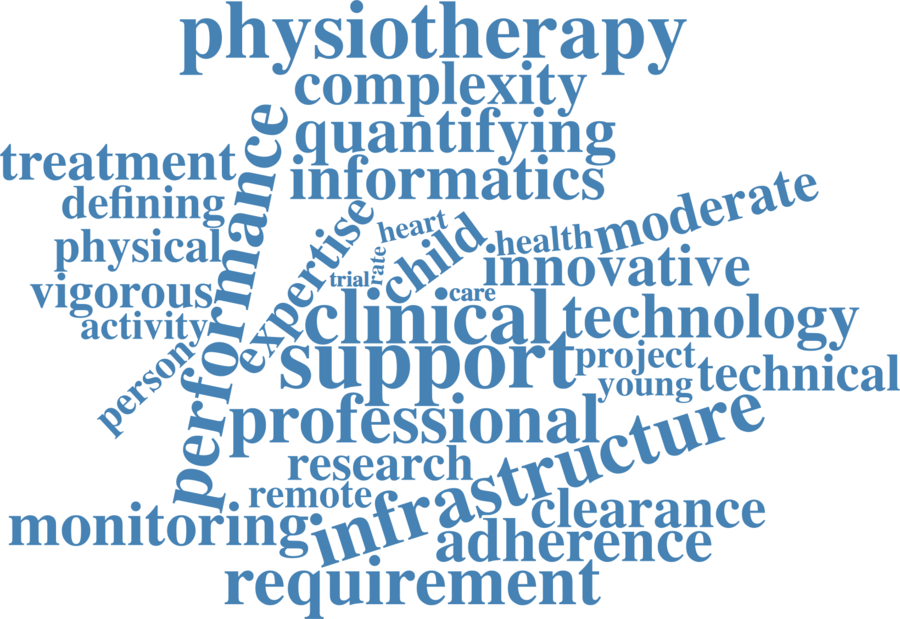 physiotherapy
complexity
quantifying
performance
treatment
informatics
defining
moderate
expertise
heart
child
health
physical
innovative
rate
trial
vigorous
care
clinical
technology
activity
support
project
person
young
technical
professional
infrastructure
research
remote
clearance
monitoring
adherence
requirement